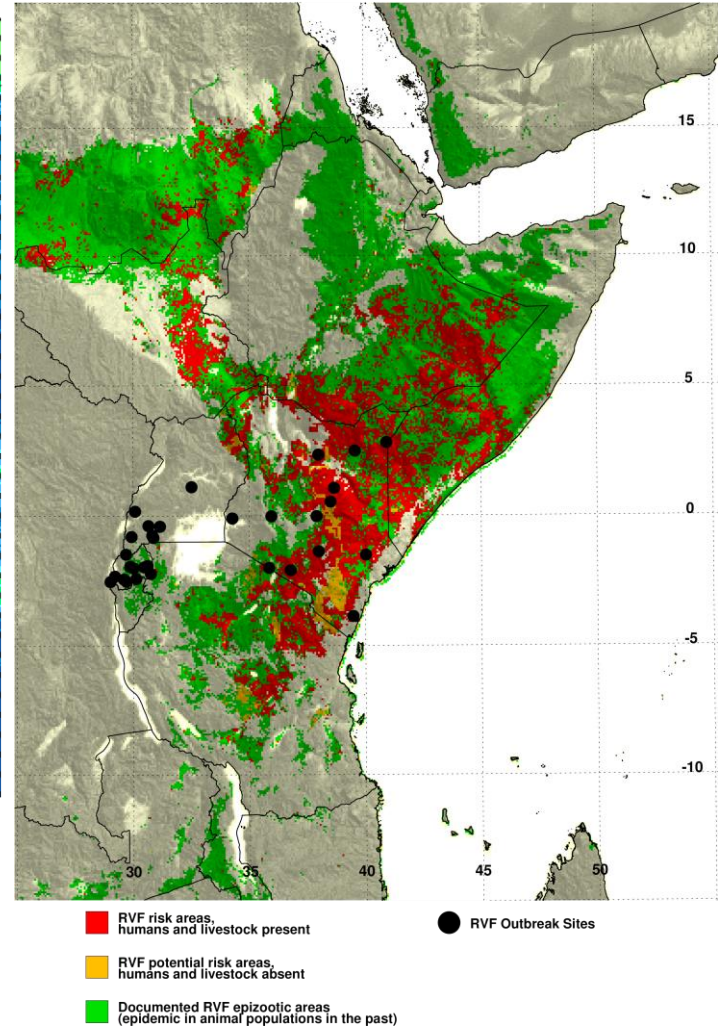 15
10
5
0
-5
-10
30
35
40
45
50
RVF risk areas,
humans and livestock present
RVF Outbreak Sites
RVF potential risk areas,
humans and livestock absent
Documented RVF epizootic areas
(epidemic in animal populations in the past)